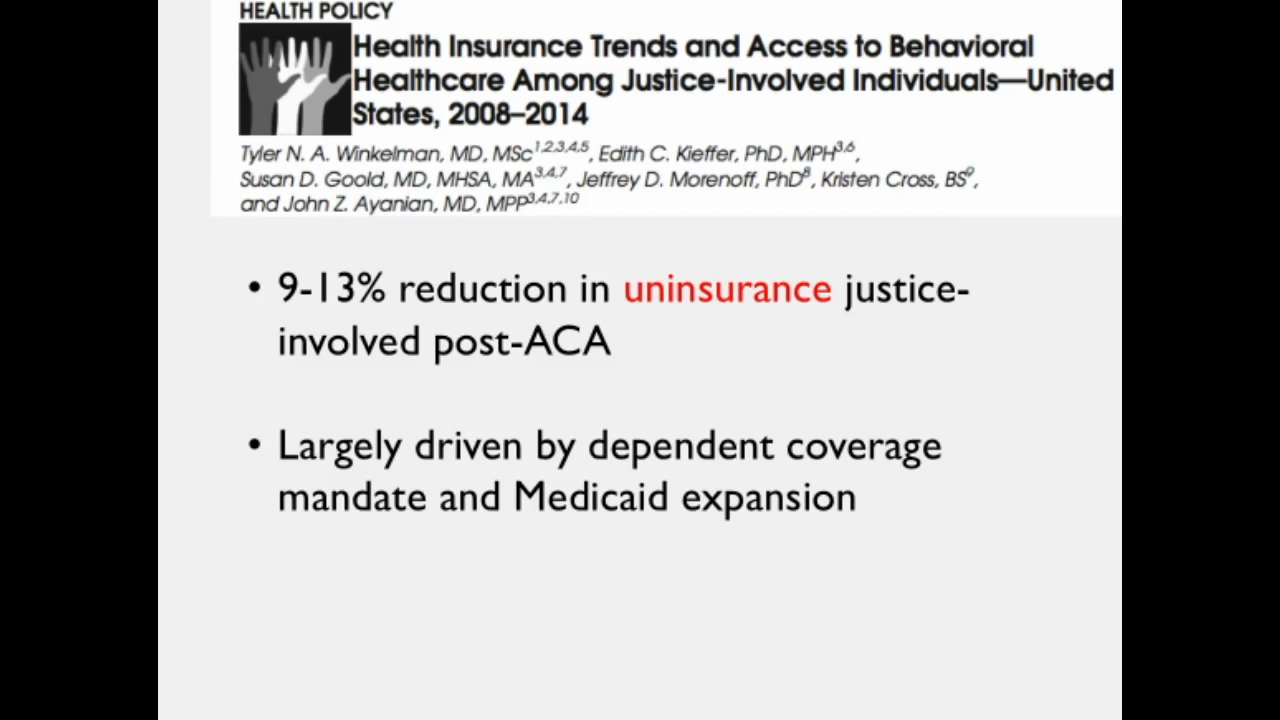 HEALTH POLICY
Health Insurance Trends and Access to Behavioral
Healthcare Among Justice-Involved Individuals—United
States, 2008–2014
Tyler N. A. Winkelman, MD, MSc1,2,3,4,5, Edith C. Kieffer, PhD, MPH3,6,
Susan D. Goold, MD, MHSA, MA3,4,7, Jeffrey D. Morenoff, PhD8, Kristen Cross, BS9,
and John Z. Ayanian, MD, MPP3,4,7,10
• 9-13% reduction in uninsurance justice-
involved post-ACA
• Largely driven by dependent coverage
mandate and Medicaid expansion